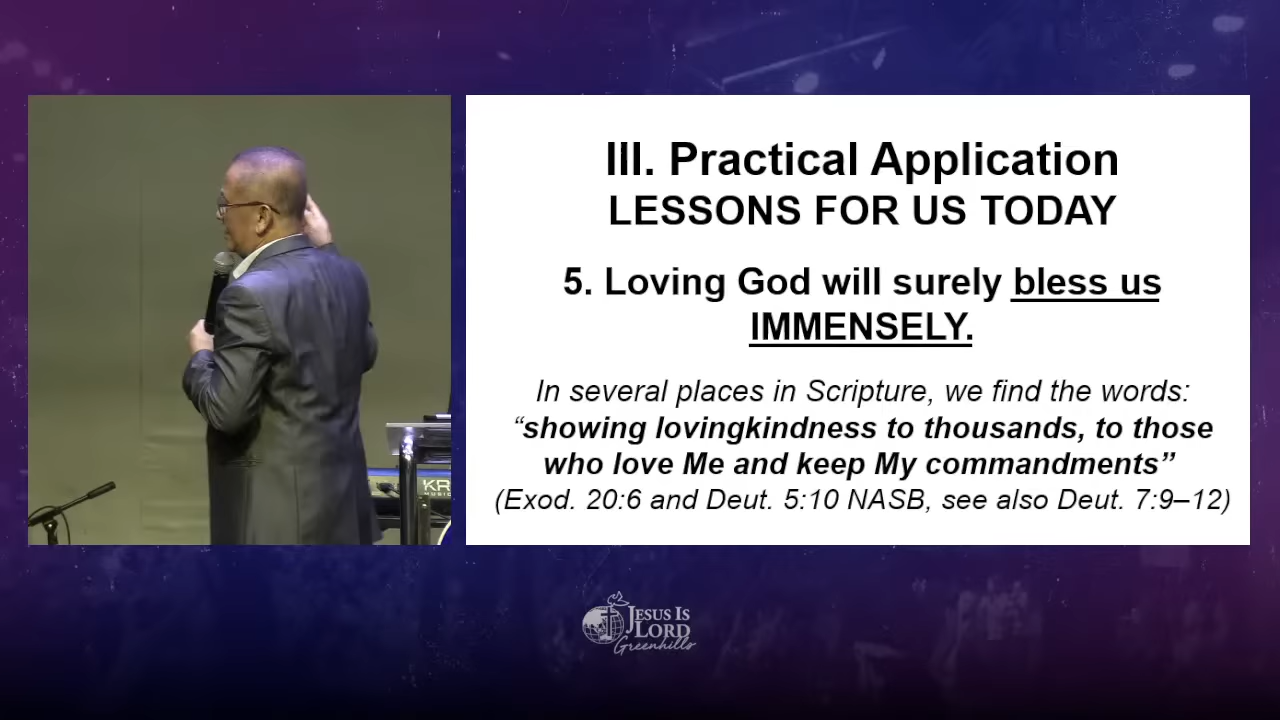 III. Practical Application
LESSONS FOR US TODAY
5. Loving God will surely bless us
IMMENSELY.
In several places in Scripture, we find the words:
“showing lovingkindness to thousands, to those
who love Me and keep My commandments”
(Exod. 20:6 and Deut. 5:10 NASB, see also Deut. 7:9–12)
KR
JESUS IS
LORD
Greenhills